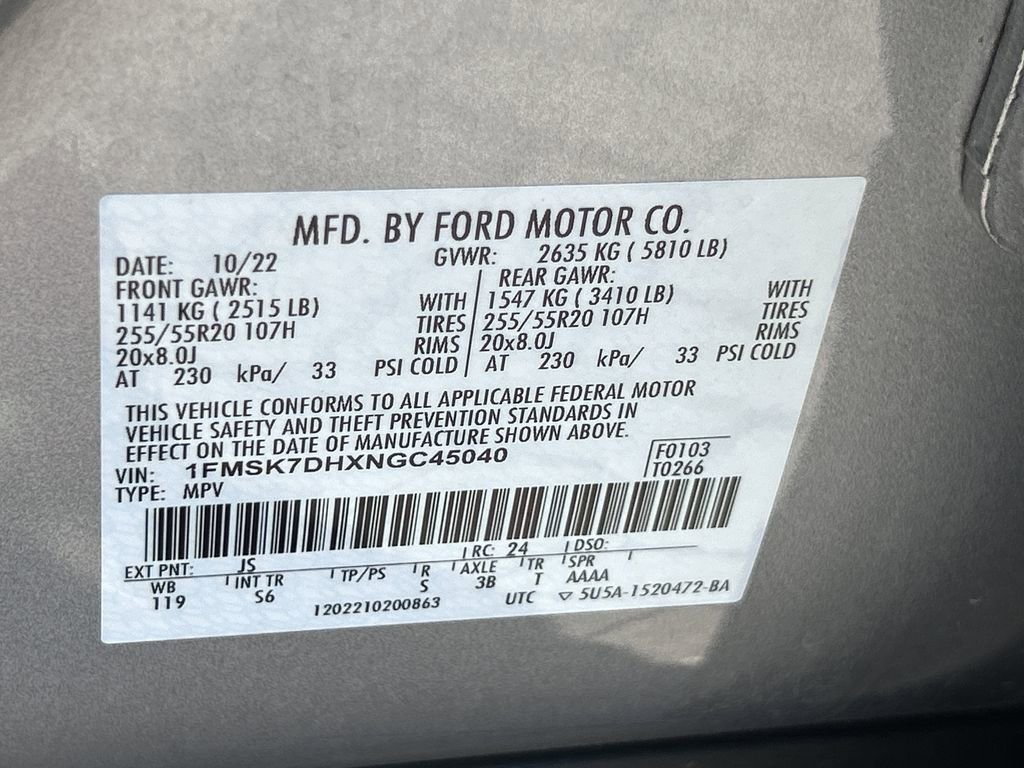 MFD. BY FORD MOTOR CO.
DATE: 10/22 GVWR: 2635 KG ( 5810 LB)
FRONT GAWR: REAR GAWR:
1141 KG ( 2515 LB) WITH 1547 KG ( 3410 LB) WITH
255/55R20 107H TIRES 255/55R20 107H TIRES
20x8.0J RIMS 20x8.0J RIMS
AT 230 kPa/ 33 PSI COLD AT 230 kPa/ 33 PSI COLD
THIS VEHICLE CONFORMS TO ALL APPLICABLE FEDERAL MOTOR
VEHICLE SAFETY AND THEFT PREVENTION STANDARDS IN
EFFECT ON THE DATE OF MANUFACTURE SHOWN ABOVE.
VIN: 1FMSK7DHXNGC45040 F0103
TYPE: MPV T0266
EXT PNT: JS RC: 24 DSO:
WB INT TR TP/PS R AXLE TR SPR
119 S6 S 3B T AAAA
1202210200863 UTC ▽ 5U5A-1520472-BA